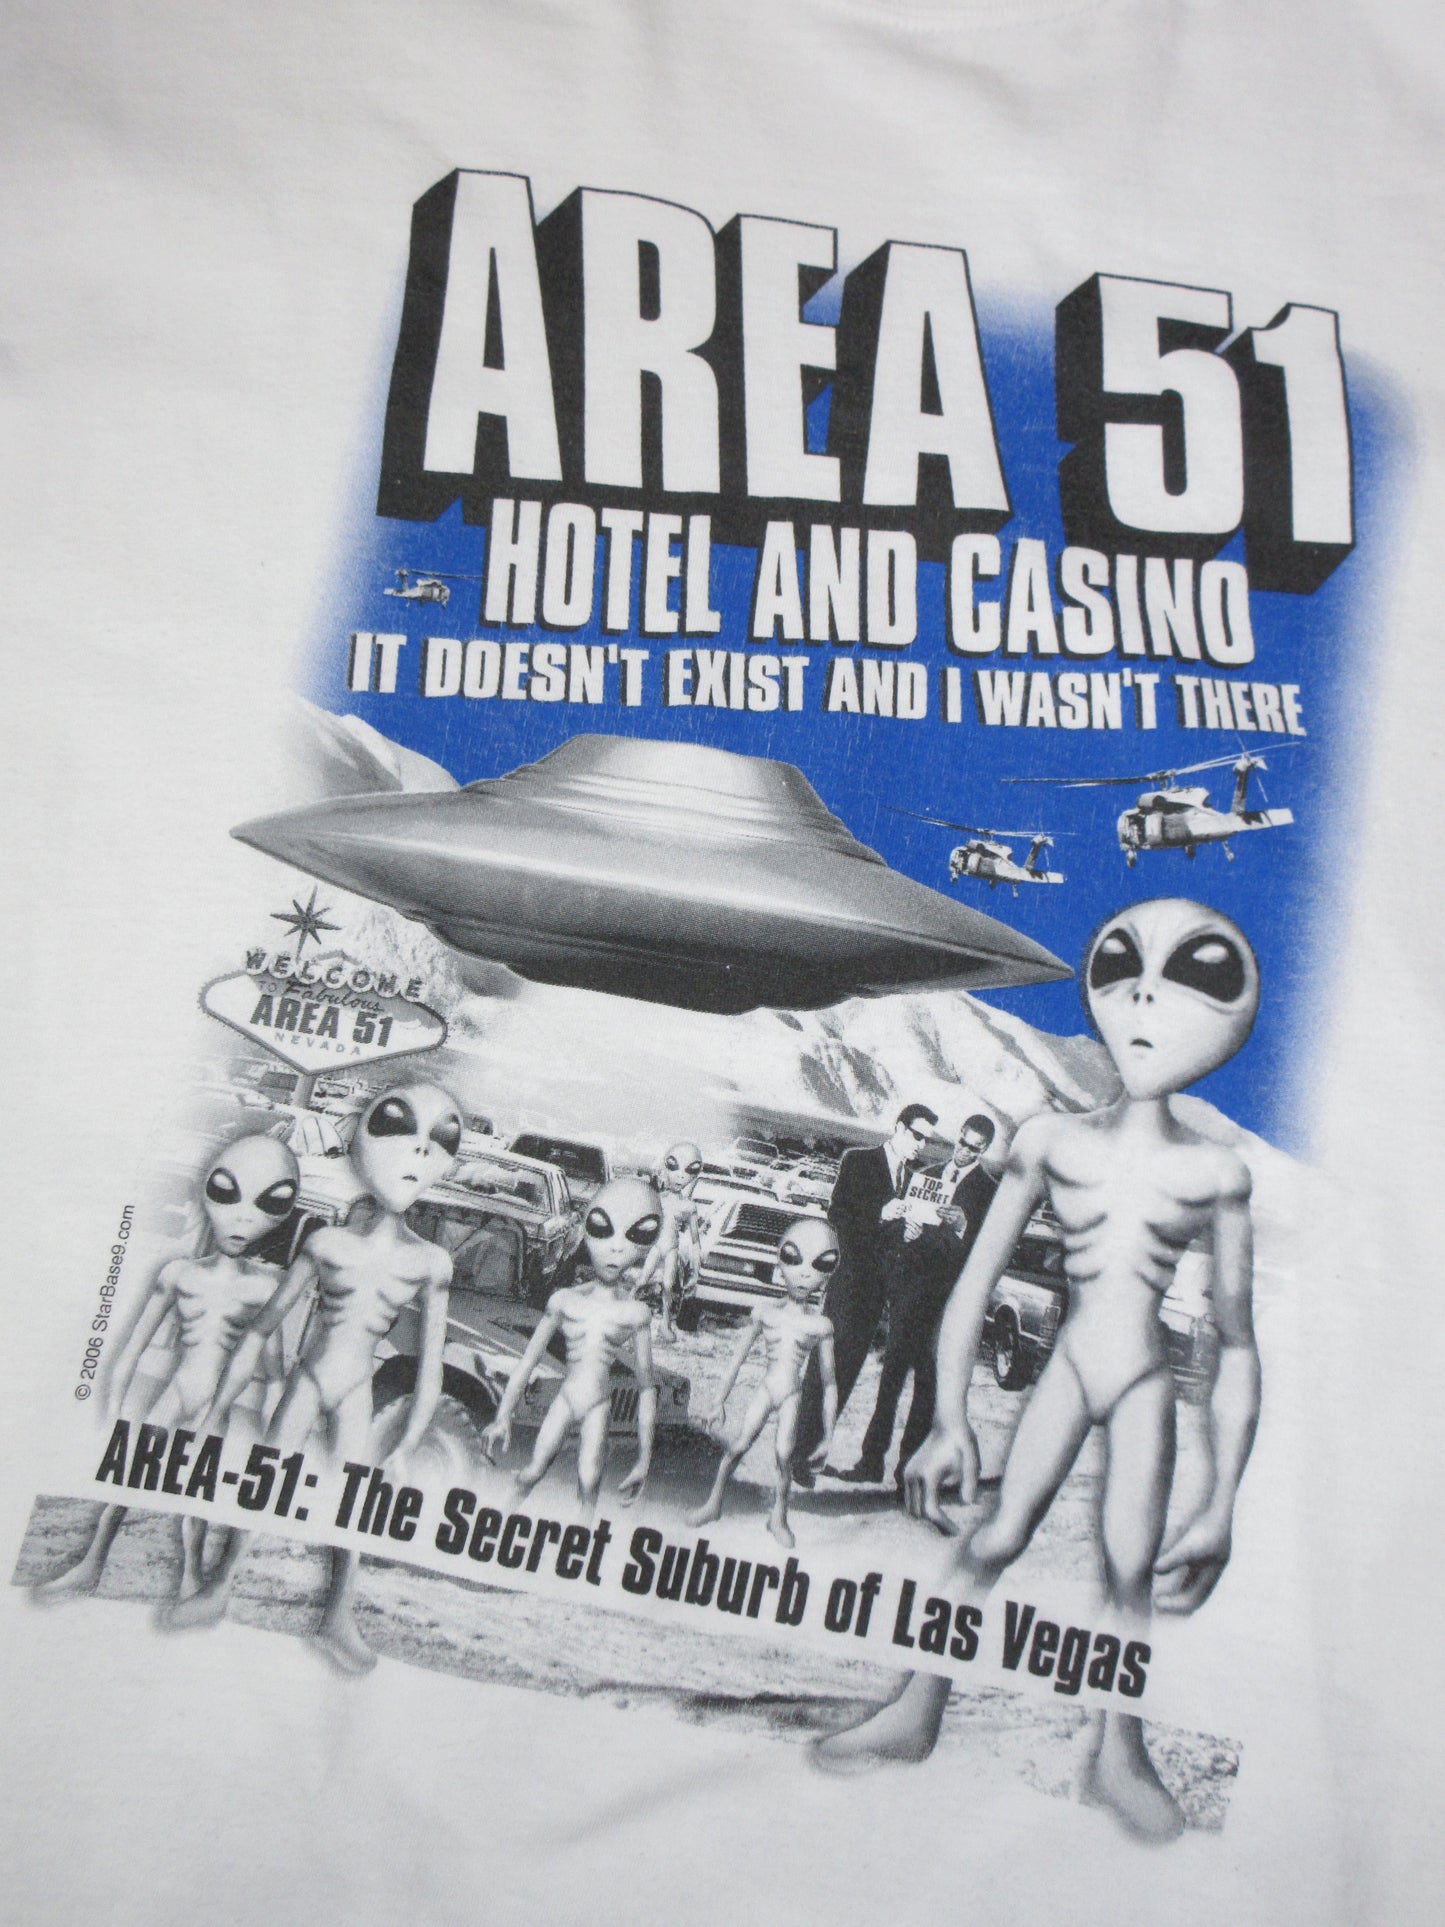 AREA 51
HOTEL AND CASINO
IT DOESN'T EXIST AND I WASN'T THERE
WELCOME
TO Fabulous
AREA 51
NEVADA
TOP
SECRET
© 2006 StarBase9.com
AREA-51: The Secret Suburb of Las Vegas